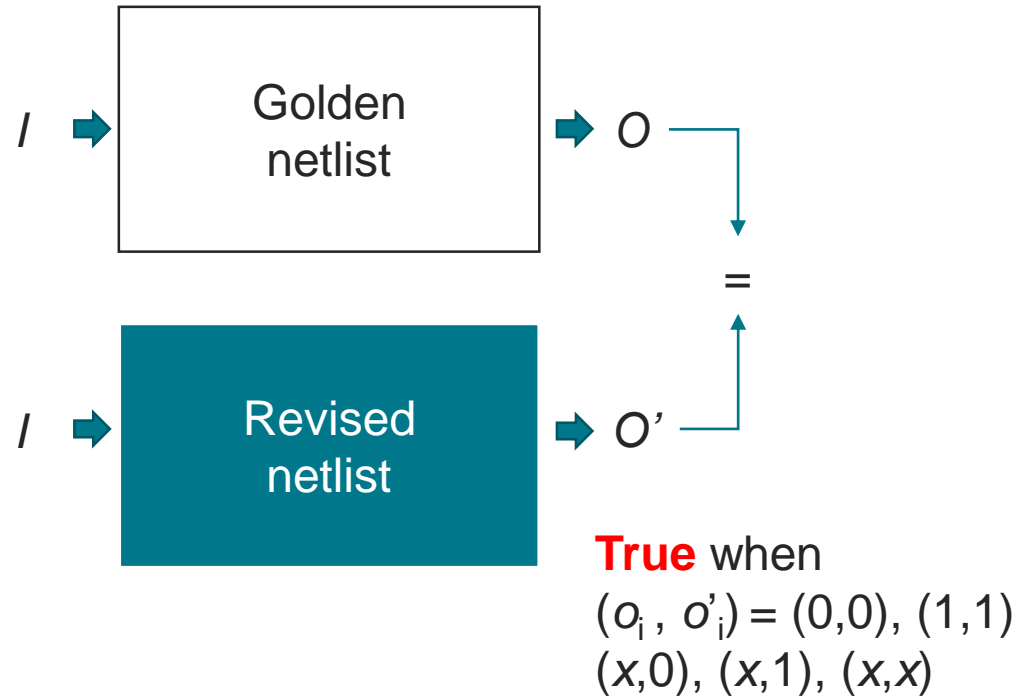 Golden
netlist
I
O
=
Revised
netlist
I
O’
True when
(oᵢ , o’ᵢ) = (0,0), (1,1)
(x,0), (x,1), (x,x)